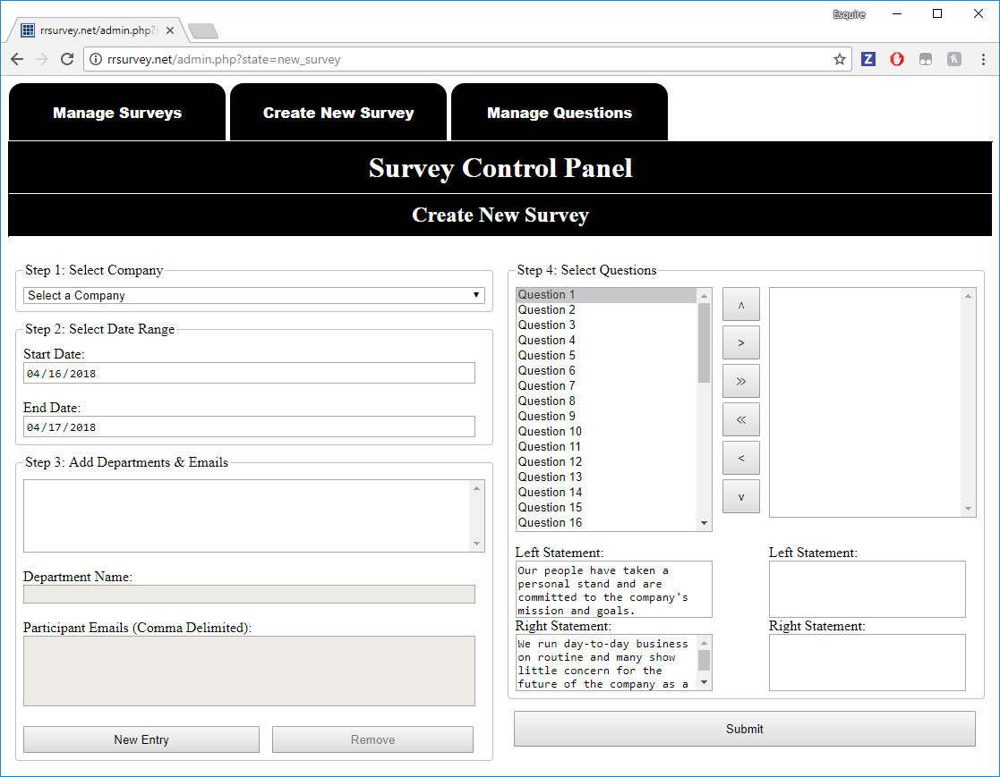 Esquire
rrsurvey.net/admin.php?s
rrsurvey.net/admin.php?state=new_survey
Manage Surveys
Create New Survey
Manage Questions
Survey Control Panel
Create New Survey
Step 1: Select Company
Select a Company
Step 2: Select Date Range
Start Date:
04/16/2018
End Date:
04/17/2018
Step 3: Add Departments & Emails
Department Name:
Participant Emails (Comma Delimited):
New Entry
Remove
Step 4: Select Questions
Question 1
Question 2
Question 3
Question 4
Question 5
Question 6
Question 7
Question 8
Question 9
Question 10
Question 11
Question 12
Question 13
Question 14
Question 15
Question 16
^
>
>>
<<
<
v
Left Statement:
Our people have taken a
personal stand and are
committed to the company's
mission and goals.
Right Statement:
We run day-to-day business
on routine and many show
little concern for the
future of the company as a
Left Statement:
Right Statement:
Submit